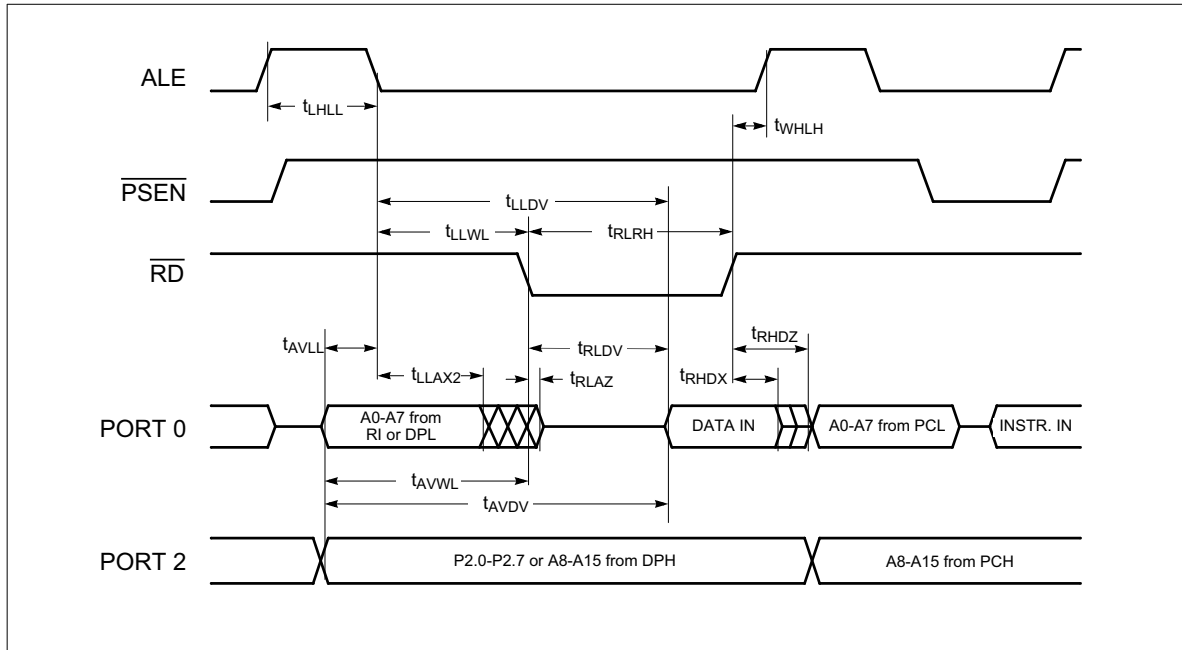 ALE
tLHLL
tWHLH
PSEN
tLLDV
tLLWL
tRLRH
RD
tAVLL
tRLDV
tRHDZ
tLLAX2
tRLAZ
tRHDX
PORT 0
A0-A7 from
RI or DPL
DATA IN
A0-A7 from PCL
INSTR. IN
tAVWL
tAVDV
PORT 2
P2.0-P2.7 or A8-A15 from DPH
A8-A15 from PCH